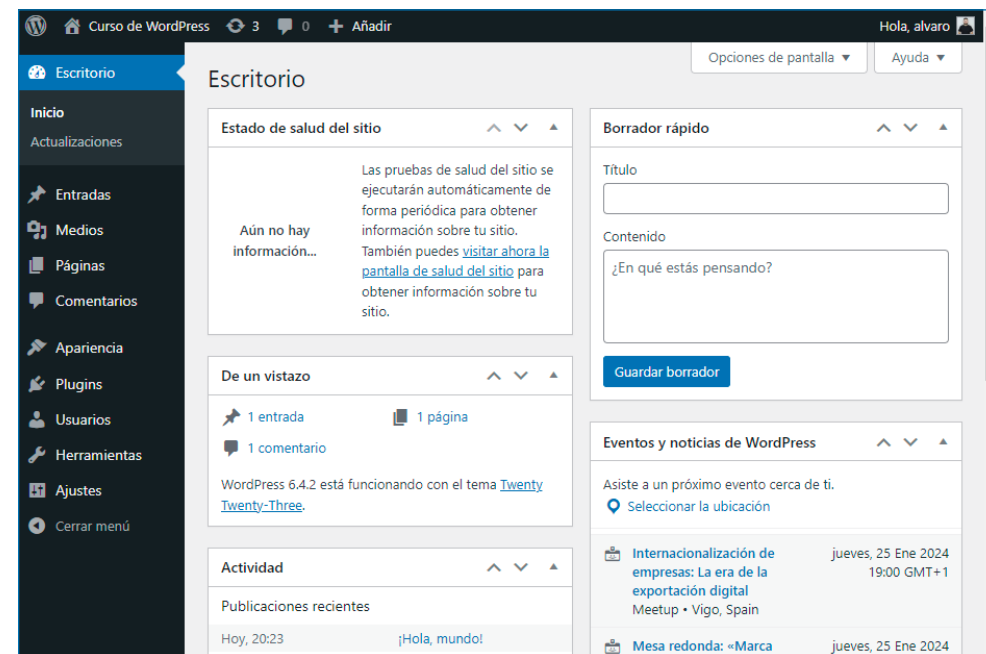 Curso de WordPress 3 0 Añadir Hola, alvaro
Opciones de pantalla Ayuda
Escritorio
Inicio
Actualizaciones
Entradas
Medios
Páginas
Comentarios
Apariencia
Plugins
Usuarios
Herramientas
Ajustes
Cerrar menú
Escritorio
Estado de salud del sitio
Aún no hay
información...
Las pruebas de salud del sitio se
ejecutarán automáticamente de
forma periódica para obtener
información sobre tu sitio.
También puedes visitar ahora la
pantalla de salud del sitio para
obtener información sobre tu
sitio.
De un vistazo
1 entrada 1 página
1 comentario
WordPress 6.4.2 está funcionando con el tema Twenty
Twenty-Three.
Actividad
Publicaciones recientes
Hoy, 20:23 ¡Hola, mundo!
Borrador rápido
Título
Contenido
¿En qué estás pensando?
Guardar borrador
Eventos y noticias de WordPress
Asiste a un próximo evento cerca de ti.
Seleccionar la ubicación
Internacionalización de jueves, 25 Ene 2024
empresas: La era de la 19:00 GMT+1
exportación digital
Meetup • Vigo, Spain
Mesa redonda: «Marca jueves, 25 Ene 2024